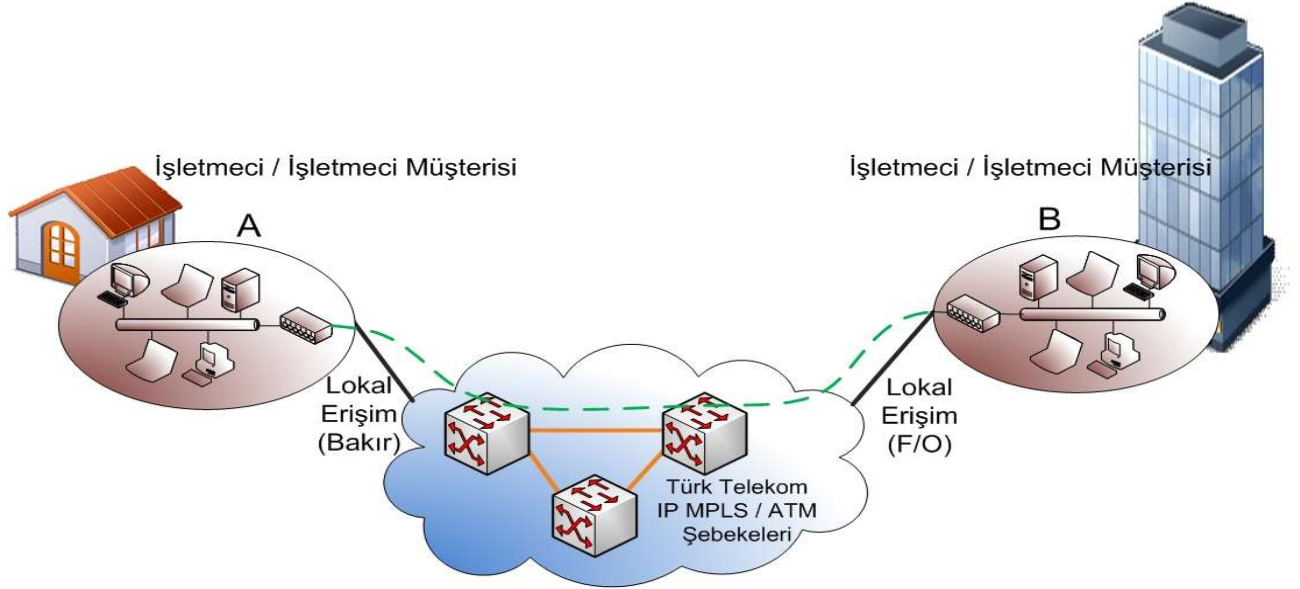 İşletmeci / İşletmeci Müşterisi
A
İşletmeci / İşletmeci Müşterisi
B
Lokal
Erişim
(Bakır)
Lokal
Erişim
(F/O)
Türk Telekom
IP MPLS / ATM
Şebekeleri